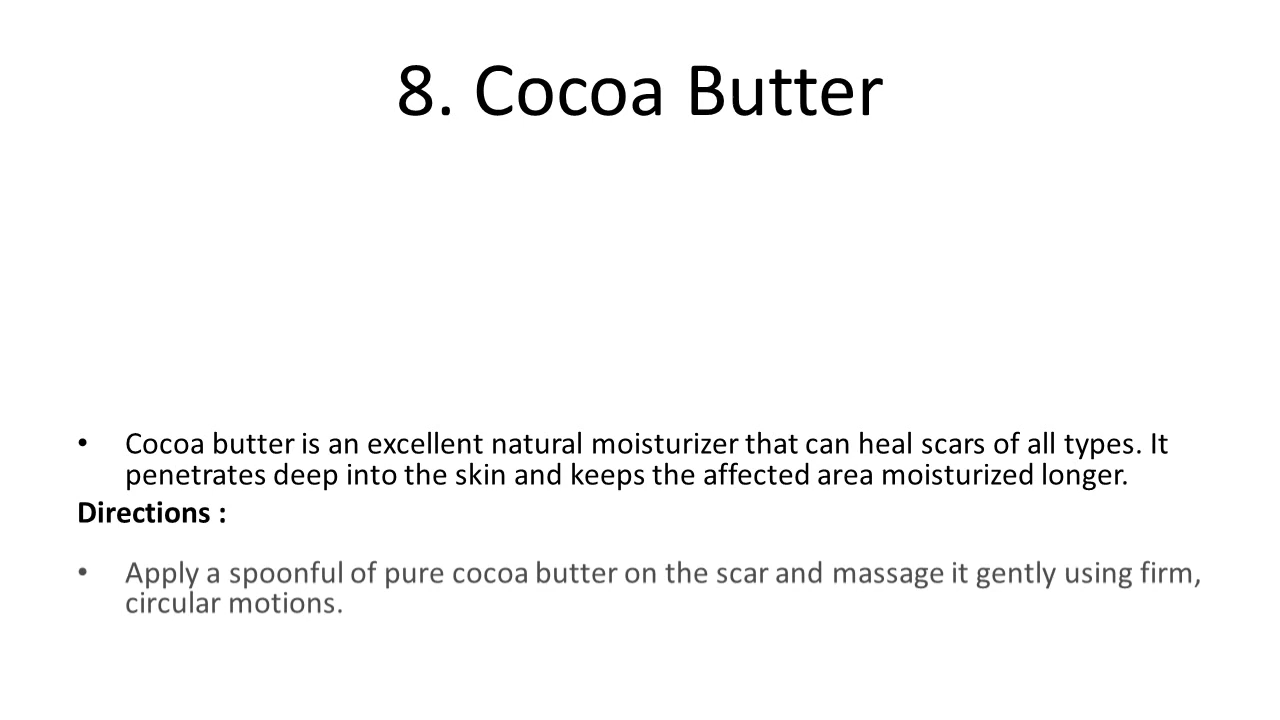 8. Cocoa Butter
• Cocoa butter is an excellent natural moisturizer that can heal scars of all types. It
penetrates deep into the skin and keeps the affected area moisturized longer.
Directions :
• Apply a spoonful of pure cocoa butter on the scar and massage it gently using firm,
circular motions.